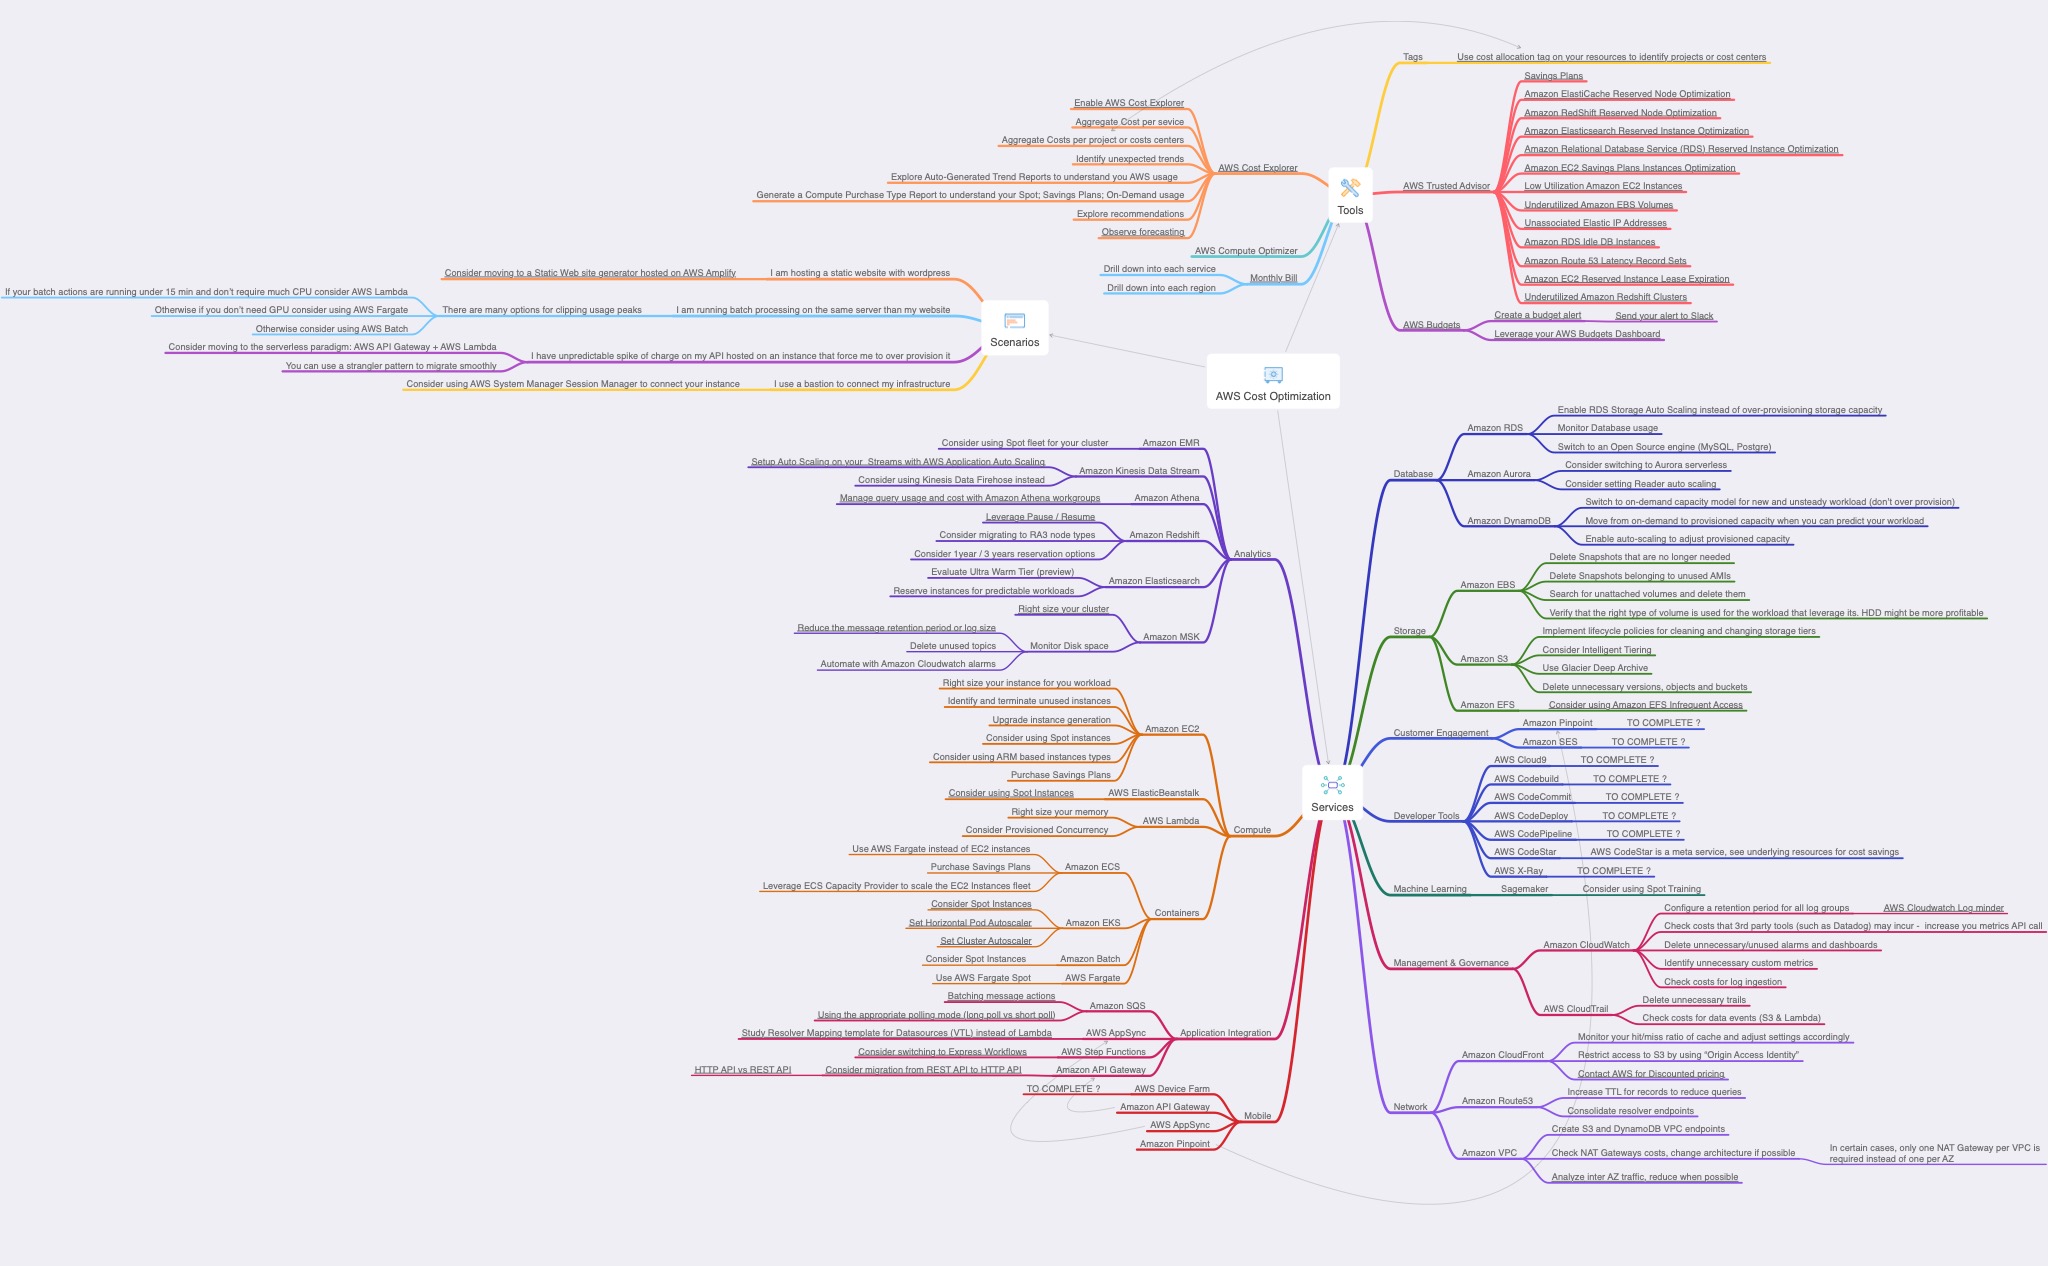 AWS Cost Optimization
Tools
Tags
Use cost allocation tag on your resources to identify projects or cost centers
AWS Trusted Advisor
Savings Plans
Amazon ElastiCache Reserved Node Optimization
Amazon RedShift Reserved Node Optimization
Amazon Elasticsearch Reserved Instance Optimization
Amazon Relational Database Service (RDS) Reserved Instance Optimization
Amazon EC2 Savings Plans Instances Optimization
Low Utilization Amazon EC2 Instances
Underutilized Amazon EBS Volumes
Unassociated Elastic IP Addresses
Amazon RDS Idle DB Instances
Amazon Route 53 Latency Record Sets
Amazon EC2 Reserved Instance Lease Expiration
Underutilized Amazon Redshift Clusters
AWS Budgets
Create a budget alert
Send your alert to Slack
Leverage your AWS Budgets Dashboard
AWS Cost Explorer
Enable AWS Cost Explorer
Aggregate Cost per sevice
Aggregate Costs per project or costs centers
Identify unexpected trends
Explore Auto-Generated Trend Reports to understand you AWS usage
Generate a Compute Purchase Type Report to understand your Spot; Savings Plans; On-Demand usage
Explore recommendations
Observe forecasting
AWS Compute Optimizer
Monthly Bill
Drill down into each service
Drill down into each region
Scenarios
I am hosting a static website with wordpress
Consider moving to a Static Web site generator hosted on AWS Amplify
I am running batch processing on the same server than my website
There are many options for clipping usage peaks
If your batch actions are running under 15 min and don't require much CPU consider AWS Lambda
Otherwise if you don't need GPU consider using AWS Fargate
Otherwise consider using AWS Batch
I have unpredictable spike of charge on my API hosted on an instance that force me to over provision it
Consider moving to the serverless paradigm: AWS API Gateway + AWS Lambda
You can use a strangler pattern to migrate smoothly
I use a bastion to connect my infrastructure
Consider using AWS System Manager Session Manager to connect your instance
Services
Analytics
Amazon EMR
Consider using Spot fleet for your cluster
Amazon Kinesis Data Stream
Setup Auto Scaling on your  Streams with AWS Application Auto Scaling
Consider using Kinesis Data Firehose instead
Amazon Athena
Manage query usage and cost with Amazon Athena workgroups
Amazon Redshift
Leverage Pause / Resume
Consider migrating to RA3 node types
Consider 1year / 3 years reservation options
Amazon Elasticsearch
Evaluate Ultra Warm Tier (preview)
Reserve instances for predictable workloads
Amazon MSK
Right size your cluster
Monitor Disk space
Reduce the message retention period or log size
Delete unused topics
Automate with Amazon Cloudwatch alarms
Compute
Amazon EC2
Right size your instance for you workload
Identify and terminate unused instances
Upgrade instance generation
Consider using Spot instances
Consider using ARM based instances types
Purchase Savings Plans
AWS ElasticBeanstalk
Consider using Spot Instances
AWS Lambda
Right size your memory
Consider Provisioned Concurrency
Containers
Amazon ECS
Use AWS Fargate instead of EC2 instances
Purchase Savings Plans
Leverage ECS Capacity Provider to scale the EC2 Instances fleet
Amazon EKS
Consider Spot Instances
Set Horizontal Pod Autoscaler
Set Cluster Autoscaler
Amazon Batch
Consider Spot Instances
AWS Fargate
Use AWS Fargate Spot
Application Integration
Amazon SQS
Batching message actions
Using the appropriate polling mode (long poll vs short poll)
AWS AppSync
Study Resolver Mapping template for Datasources (VTL) instead of Lambda
AWS Step Functions
Consider switching to Express Workflows
Amazon API Gateway
Consider migration from REST API to HTTP API
HTTP API vs REST API
Mobile
AWS Device Farm
TO COMPLETE ?
Amazon API Gateway
AWS AppSync
Amazon Pinpoint
Database
Amazon RDS
Enable RDS Storage Auto Scaling instead of over-provisioning storage capacity
Monitor Database usage
Switch to an Open Source engine (MySQL, Postgre)
Amazon Aurora
Consider switching to Aurora serverless
Consider setting Reader auto scaling
Amazon DynamoDB
Switch to on-demand capacity model for new and unsteady workload (don't over provision)
Move from on-demand to provisioned capacity when you can predict your workload
Enable auto-scaling to adjust provisioned capacity
Storage
Amazon EBS
Delete Snapshots that are no longer needed
Delete Snapshots belonging to unused AMIs
Search for unattached volumes and delete them
Verify that the right type of volume is used for the workload that leverage its. HDD might be more profitable
Amazon S3
Implement lifecycle policies for cleaning and changing storage tiers
Consider Intelligent Tiering
Use Glacier Deep Archive
Delete unnecessary versions, objects and buckets
Amazon EFS
Consider using Amazon EFS Infrequent Access
Customer Engagement
Amazon Pinpoint
TO COMPLETE ?
Amazon SES
TO COMPLETE ?
Developer Tools
AWS Cloud9
TO COMPLETE ?
AWS Codebuild
TO COMPLETE ?
AWS CodeCommit
TO COMPLETE ?
AWS CodeDeploy
TO COMPLETE ?
AWS CodePipeline
TO COMPLETE ?
AWS CodeStar
AWS CodeStar is a meta service, see underlying resources for cost savings
AWS X-Ray
TO COMPLETE ?
Machine Learning
Sagemaker
Consider using Spot Training
Management & Governance
Amazon CloudWatch
Configure a retention period for all log groups
AWS Cloudwatch Log minder
Check costs that 3rd party tools (such as Datadog) may incur -  increase you metrics API call
Delete unnecessary/unused alarms and dashboards
Identify unnecessary custom metrics
Check costs for log ingestion
AWS CloudTrail
Delete unnecessary trails
Check costs for data events (S3 & Lambda)
Network
Amazon CloudFront
Monitor your hit/miss ratio of cache and adjust settings accordingly
Restrict access to S3 by using "Origin Access Identity"
Contact AWS for Discounted pricing
Amazon Route53
Increase TTL for records to reduce queries
Consolidate resolver endpoints
Amazon VPC
Create S3 and DynamoDB VPC endpoints
Check NAT Gateways costs, change architecture if possible
In certain cases, only one NAT Gateway per VPC is
required instead of one per AZ
Analyze inter AZ traffic, reduce when possible